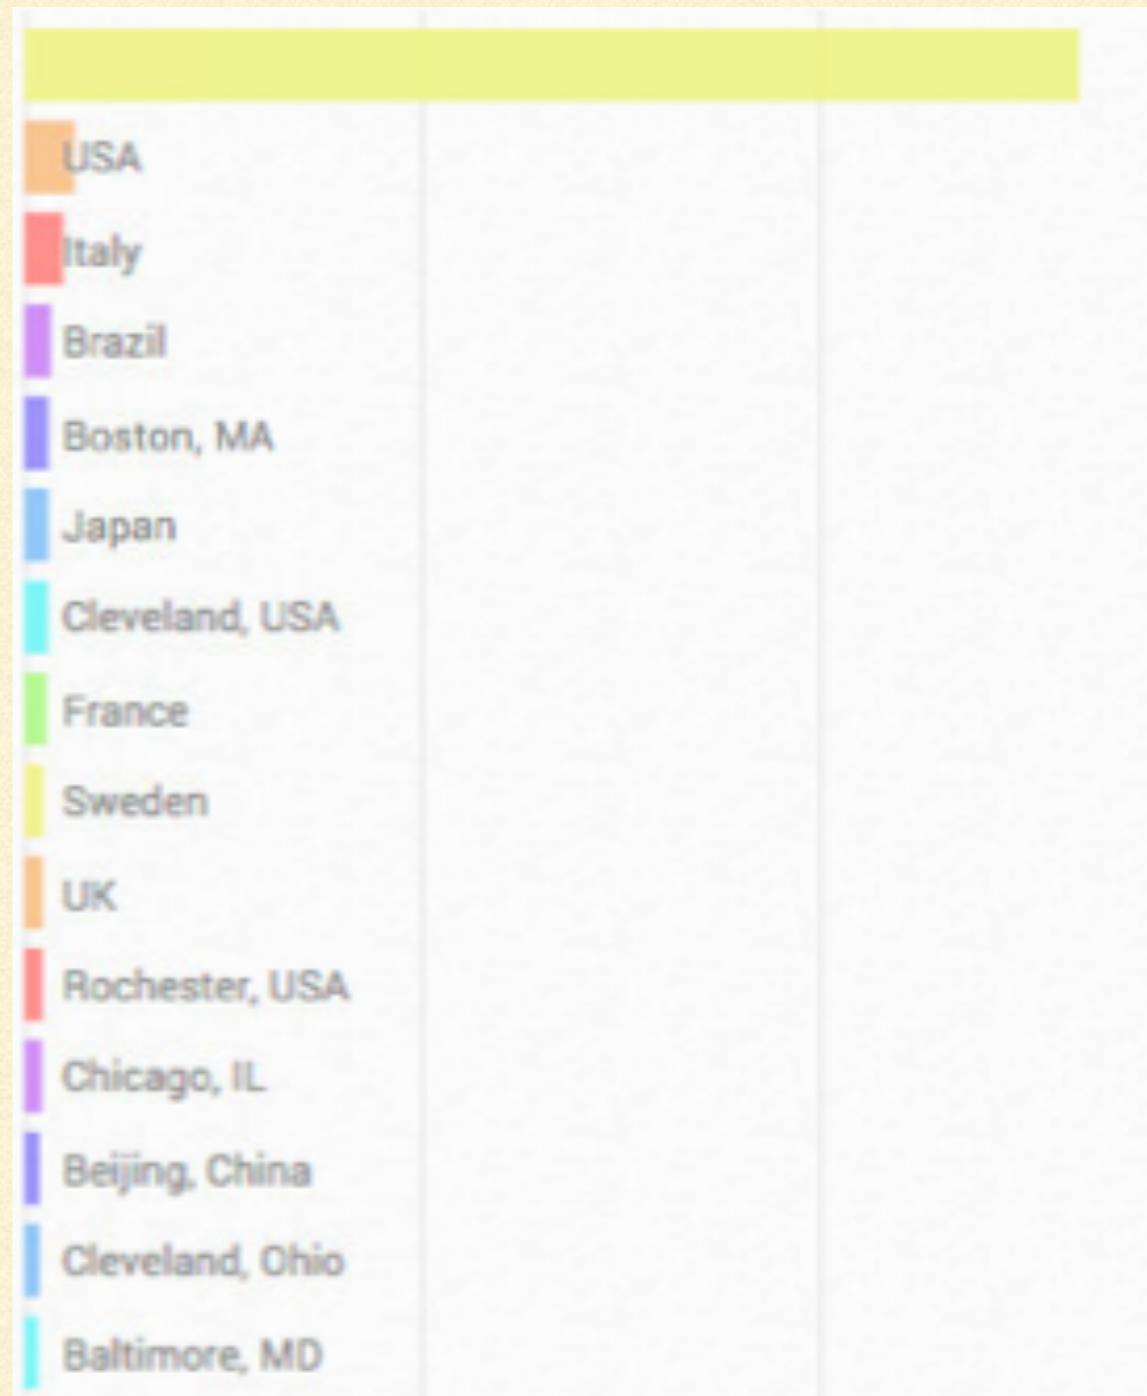 USA
Italy
Brazil
Boston, MA
Japan
Cleveland, USA
France
Sweden
UK
Rochester, USA
Chicago, IL
Beijing, China
Cleveland, Ohio
Baltimore, MD